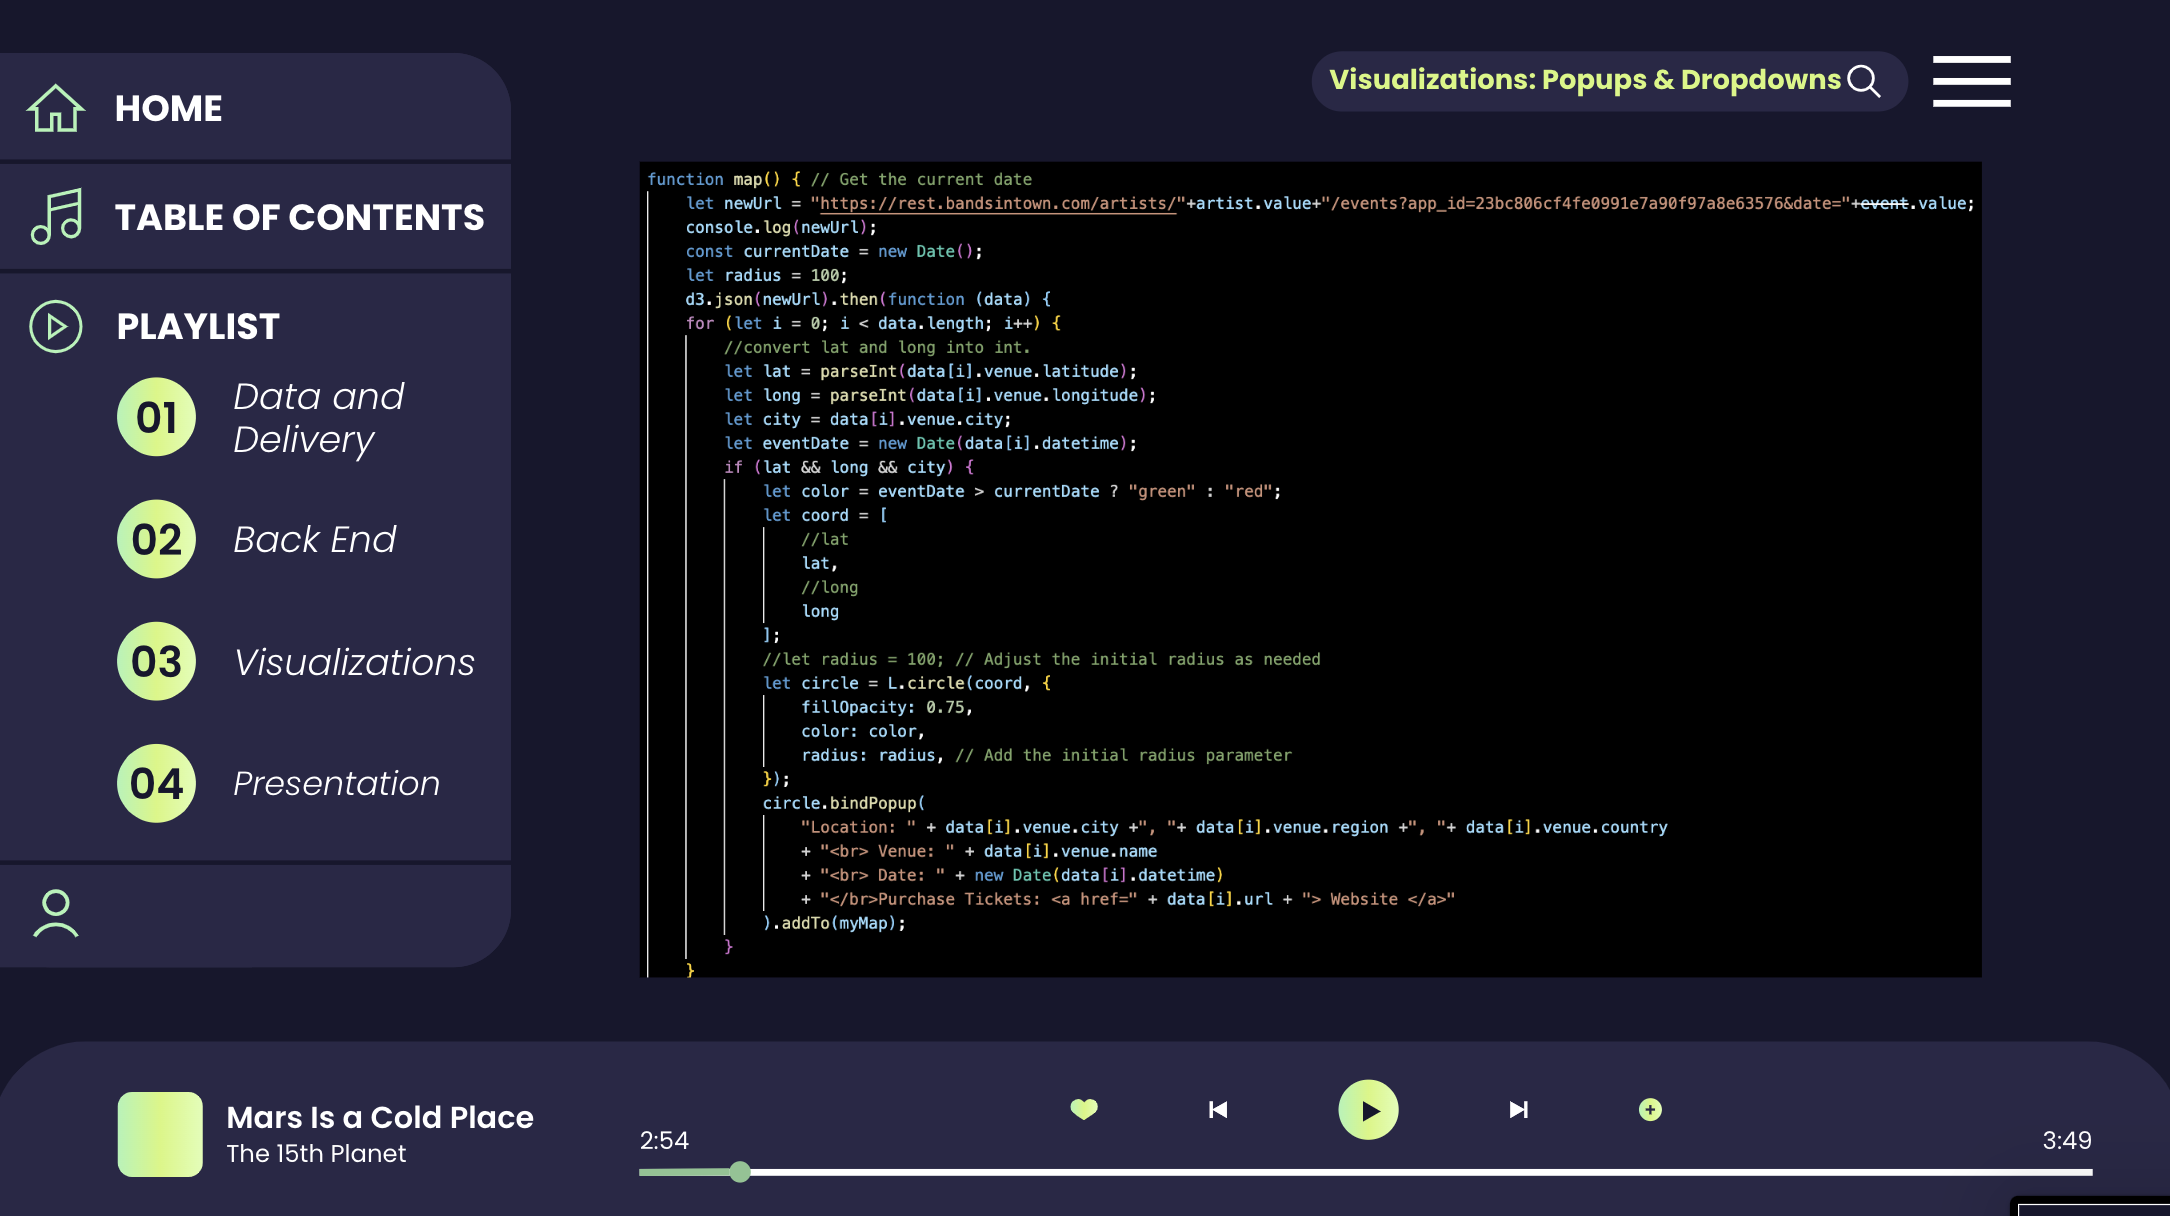 HOME
TABLE OF CONTENTS
PLAYLIST
01 Data and
Delivery
02 Back End
03 Visualizations
04 Presentation
Visualizations: Popups & Dropdowns
function map() { // Get the current date
let newUrl = "https://rest.bandsintown.com/artists/"+artist.value+"/events?app_id=23bc806cf4fe0991e7a90f97a8e63576&date="+event.value;
console.log(newUrl);
const currentDate = new Date();
let radius = 100;
d3.json(newUrl).then(function (data) {
for (let i = 0; i < data.length; i++) {
//convert lat and long into int.
let lat = parseInt(data[i].venue.latitude);
let long = parseInt(data[i].venue.longitude);
let city = data[i].venue.city;
let eventDate = new Date(data[i].datetime);
if (lat && long && city) {
let color = eventDate > currentDate ? "green" : "red";
let coord = [
//lat
lat,
//long
long
];
//let radius = 100; // Adjust the initial radius as needed
let circle = L.circle(coord, {
fillOpacity: 0.75,
color: color,
radius: radius, // Add the initial radius parameter
});
circle.bindPopup(
"Location: " + data[i].venue.city +", "+ data[i].venue.region +", "+ data[i].venue.country
+ "<br> Venue: " + data[i].venue.name
+ "<br> Date: " + new Date(data[i].datetime)
+ "</br>Purchase Tickets: <a href=" + data[i].url + "> Website </a>"
).addTo(myMap);
}
}
Mars Is a Cold Place
The 15th Planet
2:54
3:49